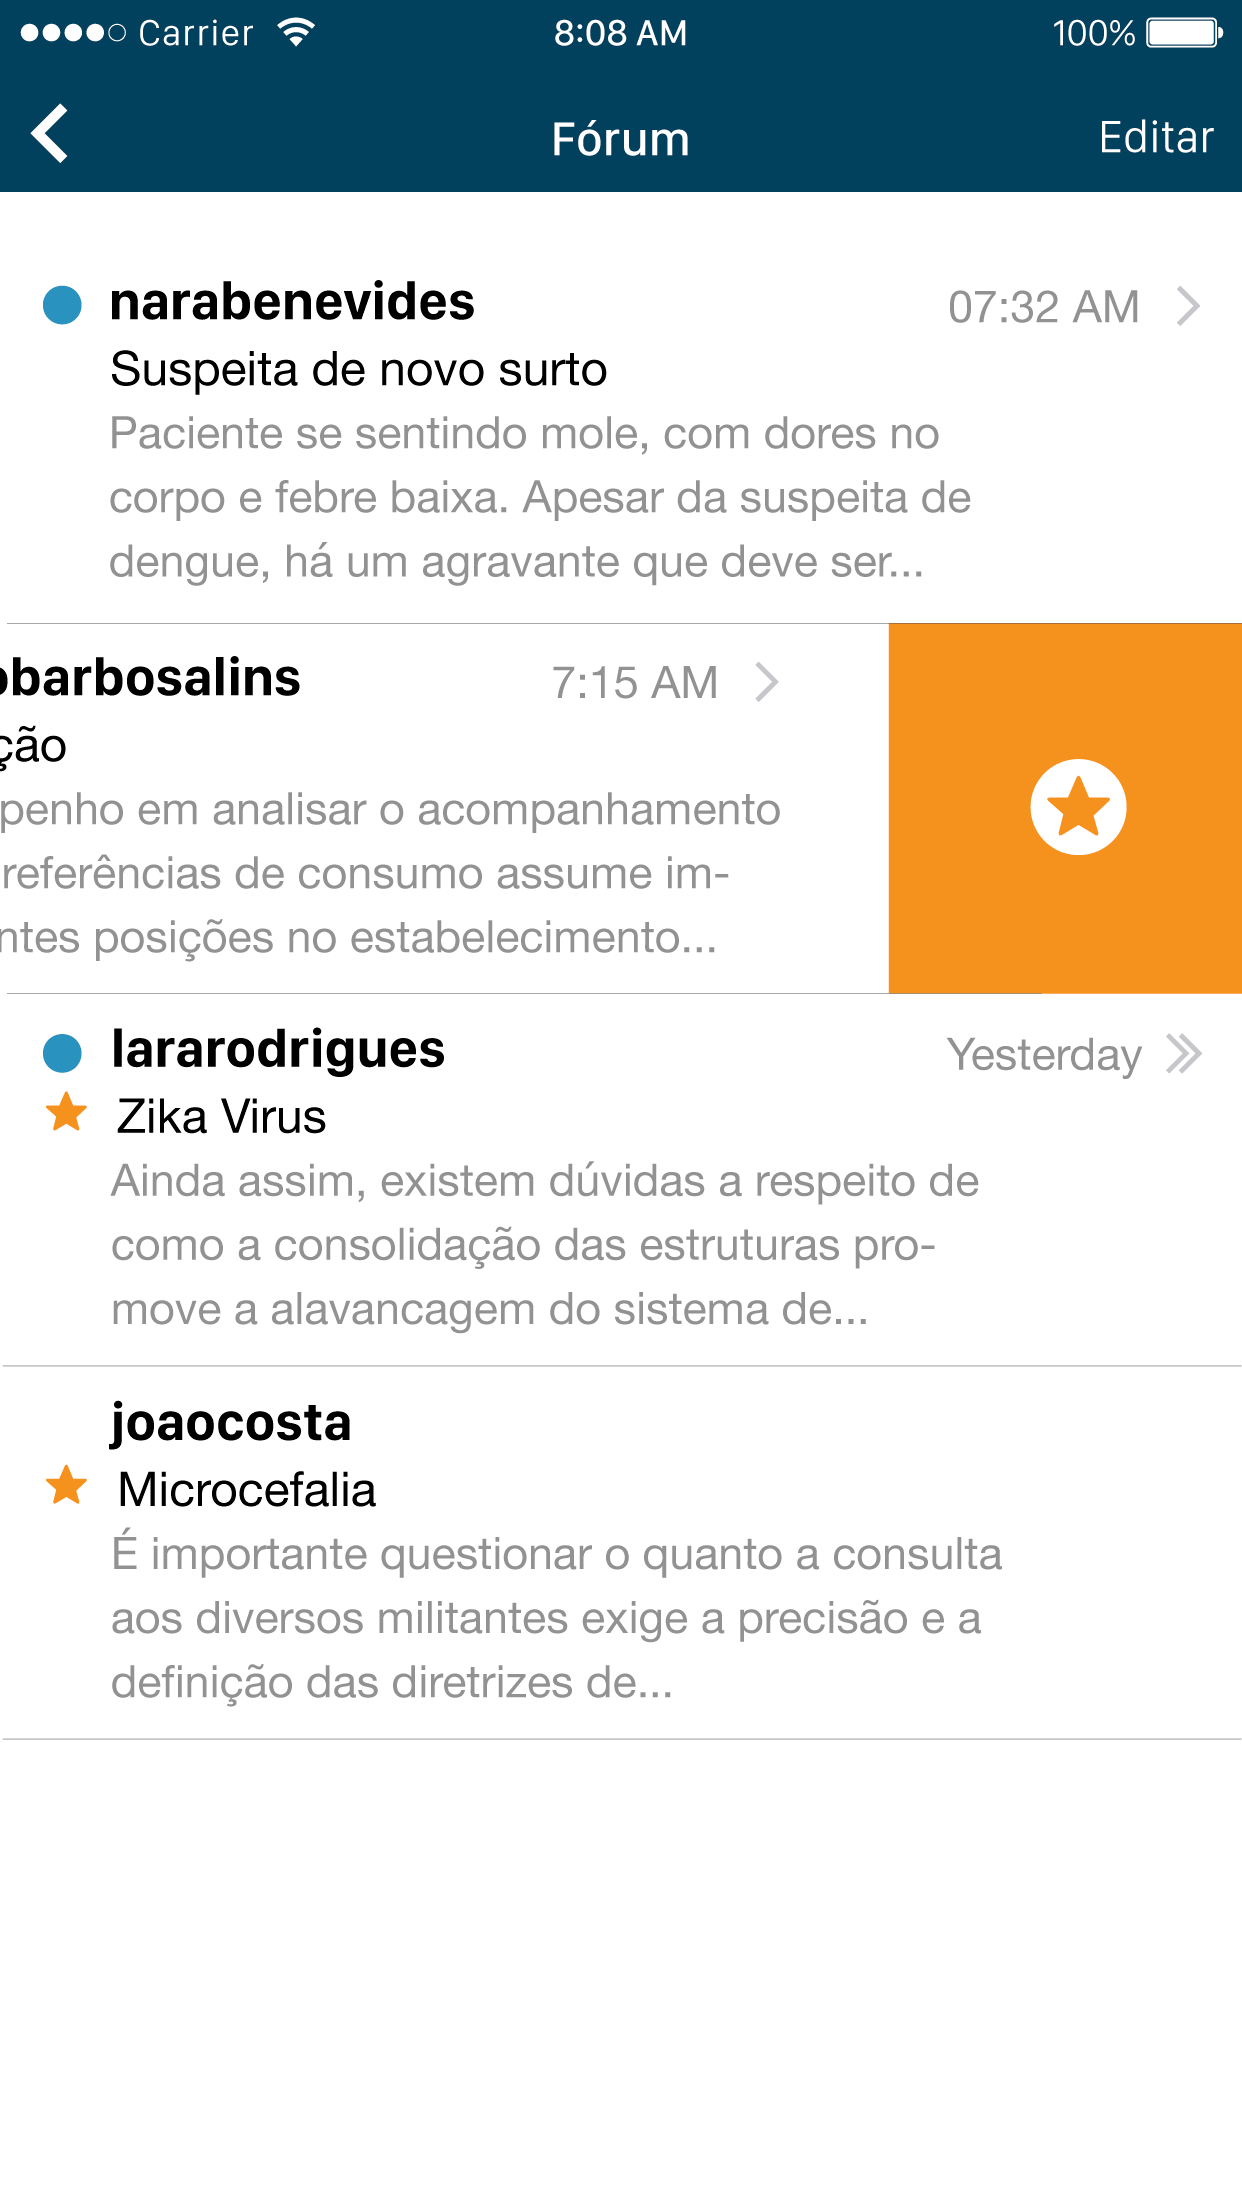 Carrier 8:08 AM 100%
Fórum Editar
narabenevides 07:32 AM
Suspeita de novo surto
Paciente se sentindo mole, com dores no
corpo e febre baixa. Apesar da suspeita de
dengue, há um agravante que deve ser...
barbosalins 7:15 AM
ção
penho em analisar o acompanhamento
referências de consumo assume im-
ntes posições no estabelecimento...
lararodrigues Yesterday
Zika Virus
Ainda assim, existem dúvidas a respeito de
como a consolidação das estruturas pro-
move a alavancagem do sistema de...
joaocosta
Microcefalia
É importante questionar o quanto a consulta
aos diversos militantes exige a precisão e a
definição das diretrizes de...